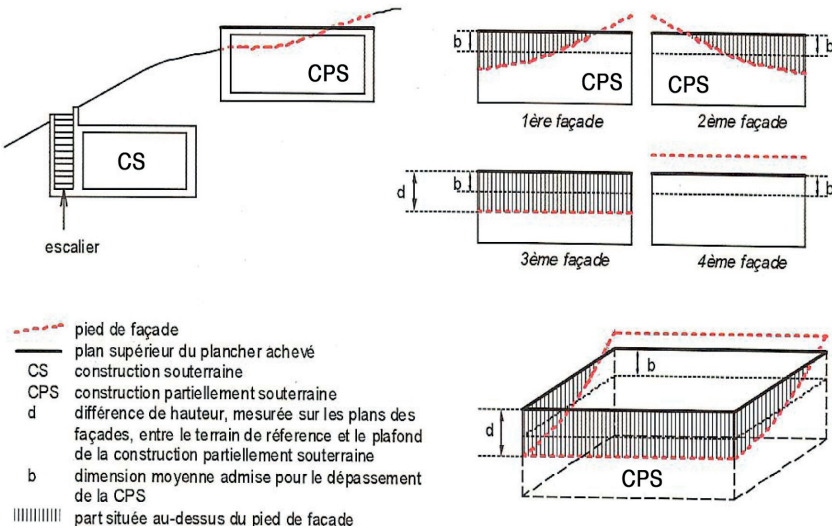 CPS
CS
escalier
b
CPS
1ère façade
CPS
b
2ème façade
d
b
3ème façade
b
4ème façade
pied de façade
plan supérieur du plancher achevé
CS construction souterraine
CPS construction partiellement souterraine
d différence de hauteur, mesurée sur les plans des
façades, entre le terrain de réference et le plafond
de la construction partiellement souterraine
b dimension moyenne admise pour le dépassement
de la CPS
part située au-dessus du pied de facade
b
d
CPS